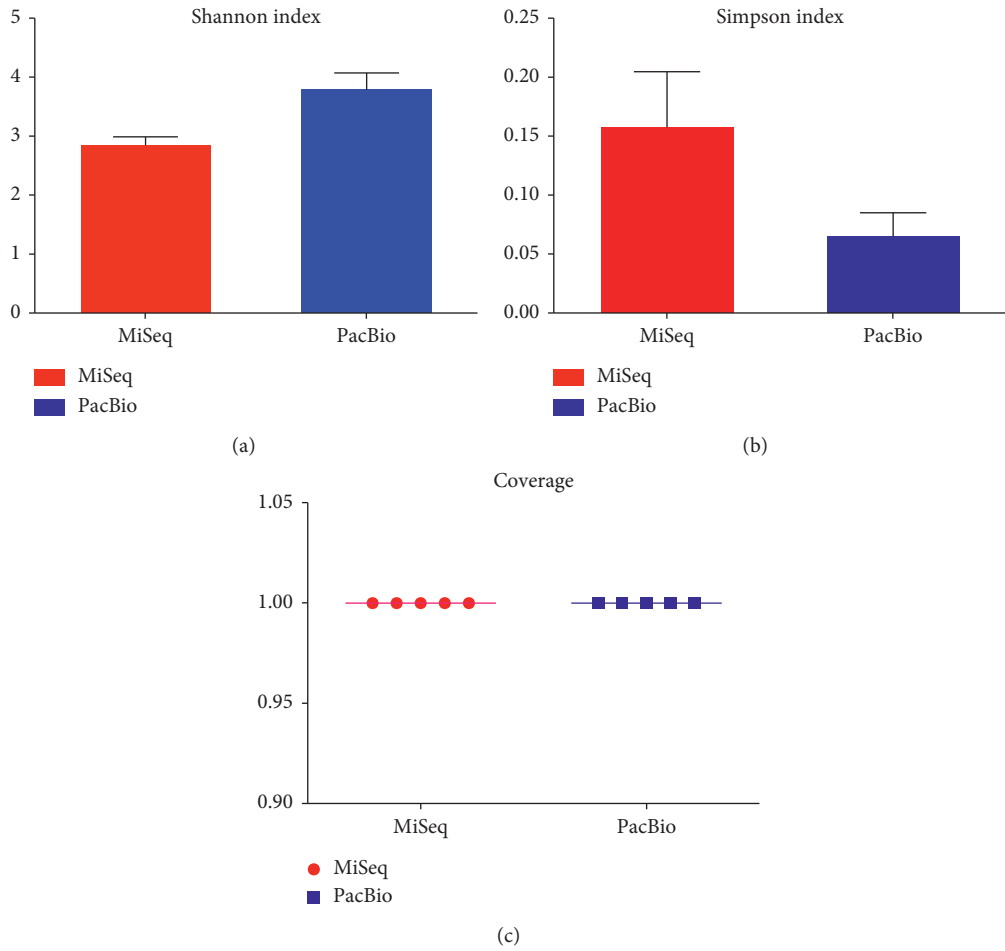 Shannon index
5
4
3
2
1
0
MiSeq PacBio
MiSeq
PacBio
(a)
Simpson index
0.25
0.20
0.15
0.10
0.05
0.00
MiSeq PacBio
MiSeq
PacBio
(b)
Coverage
1.05
1.00
0.95
0.90
MiSeq PacBio
MiSeq
PacBio
(c)